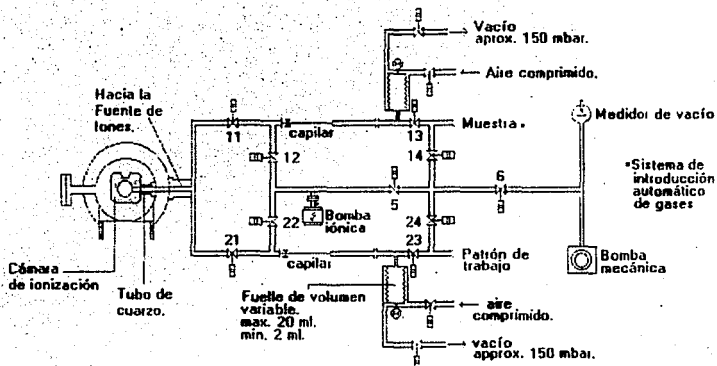 Vacío
aprox. 150 mbar.
Aire comprimido.
Hacia la
Fuente de
Iones.
11
capilar
13
Muestra*
Medidor de vacío
12
14
*Sistema de
introducción
automático
de gases
6
5
22
Bomba
iónica
24
21
capilar
23
Patrón de
trabajo
Bomba
mecánica
Cámara
de ionización
Tubo de
cuarzo.
Fuelle de volumen
variable.
max. 20 ml.
min. 2 ml.
aire
comprimido.
vacío
approx. 150 mbar.